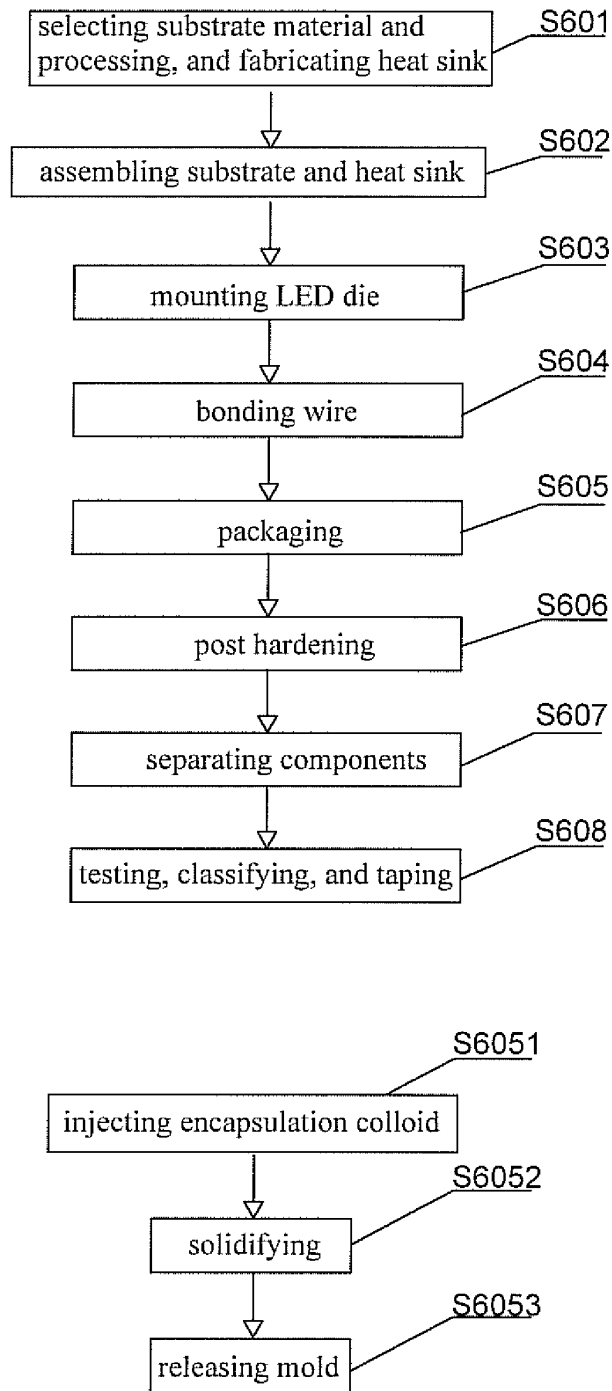 S601
selecting substrate material and
processing, and fabricating heat sink
S602
assembling substrate and heat sink
S603
mounting LED die
S604
bonding wire
S605
packaging
S606
post hardening
S607
separating components
S608
testing, classifying, and taping
S6051
injecting encapsulation colloid
S6052
solidifying
S6053
releasing mold